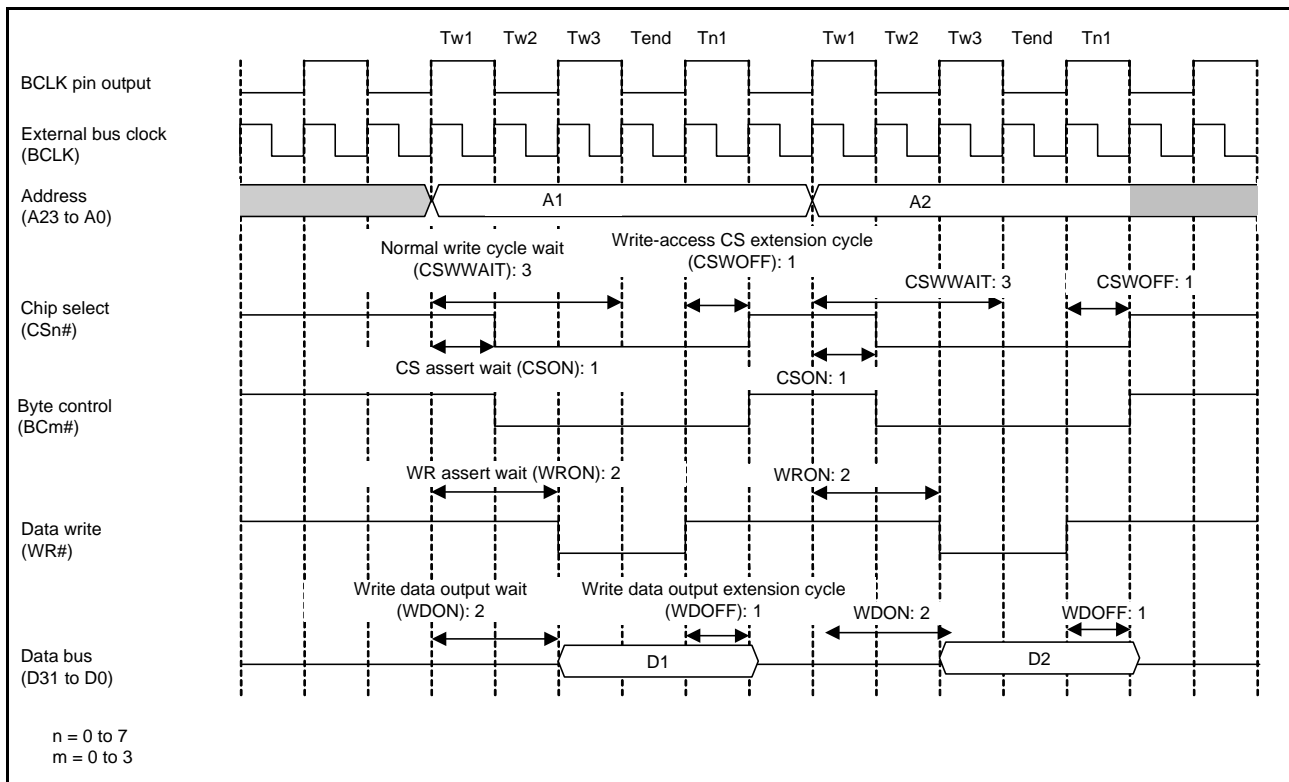 Tw1 Tw2 Tw3 Tend Tn1 Tw1 Tw2 Tw3 Tend Tn1
BCLK pin output
External bus clock
(BCLK)
Address
(A23 to A0)
A1
A2
Normal write cycle wait
(CSWWAIT): 3
Write-access CS extension cycle
(CSWOFF): 1
CSWWAIT: 3
CSWOFF: 1
Chip select
(CSn#)
CS assert wait (CSON): 1
CSON: 1
Byte control
(BCm#)
WR assert wait (WRON): 2
WRON: 2
Data write
(WR#)
Write data output wait
(WDON): 2
Write data output extension cycle
(WDOFF): 1
WDON: 2
WDOFF: 1
Data bus
(D31 to D0)
D1
D2
n = 0 to 7
m = 0 to 3